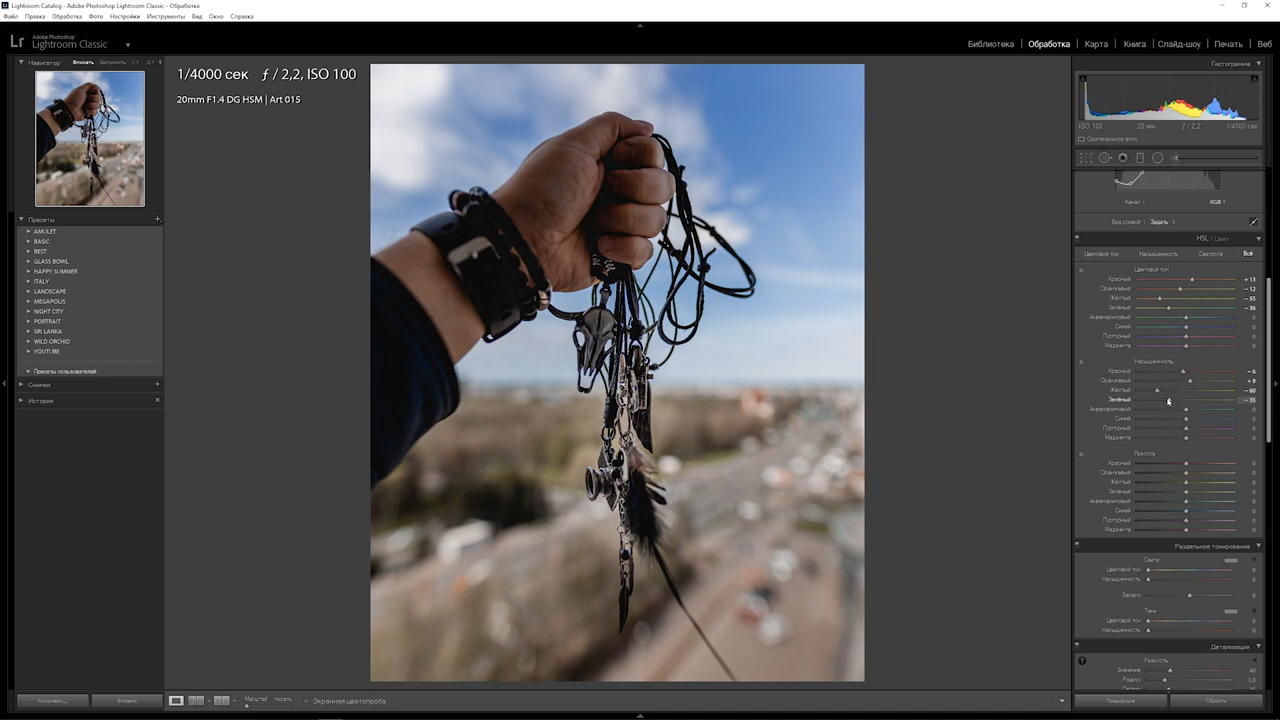 Lightroom Catalog - Adobe Photoshop Lightroom Classic - Обработка
Файл Правка Обработка Фото Настройки Инструменты Вид Окно Справка
Lr Adobe Photoshop
Lightroom Classic
Библиотека | Обработка | Карта | Книга | Слайд-шоу | Печать | Веб
Навигатор Вписать Заполнить 1:1 2:1
Гистограмма
1/4000 сек ƒ / 2,2, ISO 100
20mm F1.4 DG HSM | Art 015
ISO 100 20 мм ƒ / 2,2 1/4000 сек
Оригинальное фото
Пресеты
AMULET
BASIC
BEST
GLASS BOWL
HAPPY SUMMER
ITALY
LANDSCAPE
MEGAPOLIS
NIGHT CITY
PORTRAIT
SRI LANKA
WILD ORCHID
YOUTUBE
Пресеты пользователей
Снимки
История
Канал : RGB
Вид кривой : Задать
HSL / Цвет
Цветовой тон Насыщенность Светлота Всё
Цветовой тон
Красный + 13
Оранжевый - 12
Жёлтый - 55
Зелёный - 36
Аквамариновый 0
Синий 0
Пурпурный 0
Маджента 0
Насыщенность
Красный - 6
Оранжевый + 9
Жёлтый - 60
Зелёный - 35
Аквамариновый 0
Синий 0
Пурпурный 0
Маджента 0
Яркость
Красный 0
Оранжевый 0
Жёлтый 0
Зелёный 0
Аквамариновый 0
Синий 0
Пурпурный 0
Маджента 0
Раздельное тонирование
Света
Цветовой тон 0
Насыщенность 0
Баланс 0
Тени
Цветовой тон 0
Насыщенность 0
Детализация
Резкость
Значение 40
Радиус 1,0
Копировать... Вставить
Масштаб
Экранная цветопроба
Предыдущие Сбросить